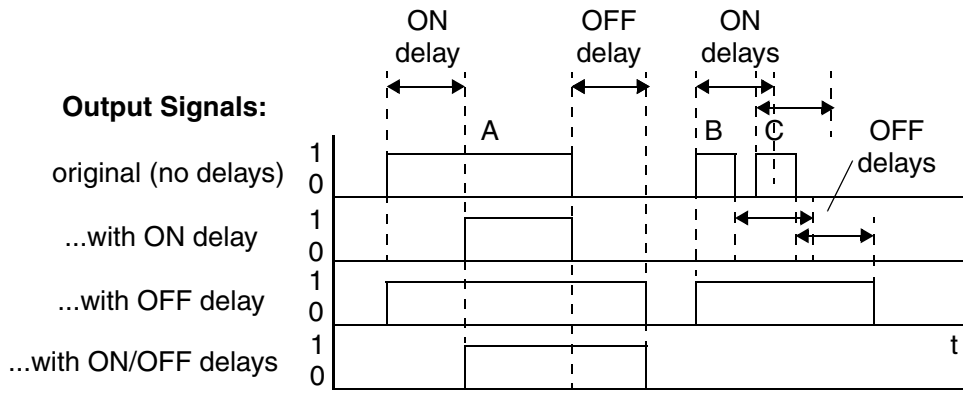 ON delay
OFF delay
ON delays
Output Signals:
A
B
C
OFF delays
original (no delays)
1
0
...with ON delay
1
0
...with OFF delay
1
0
...with ON/OFF delays
1
0
t